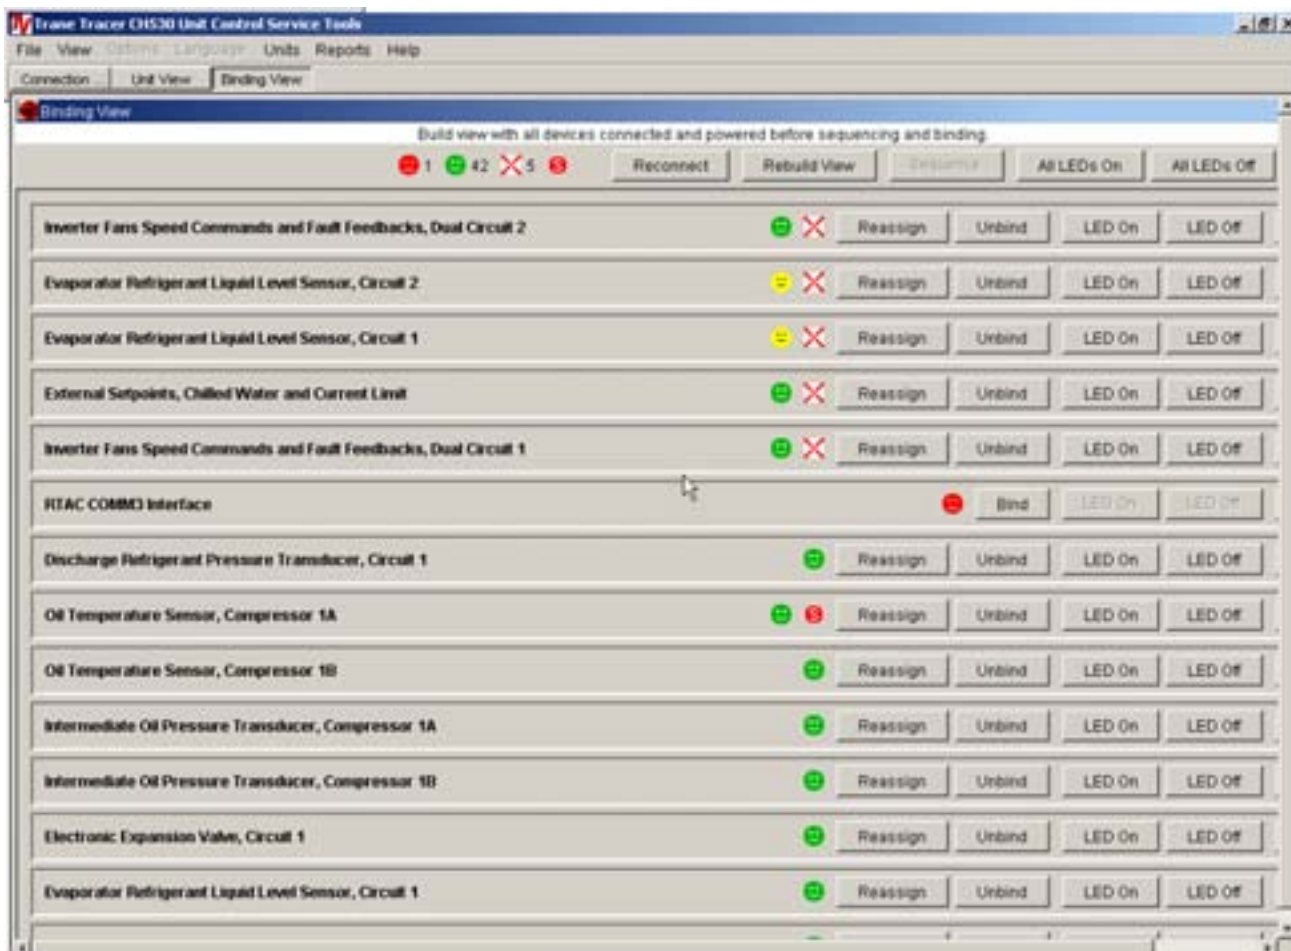 Trane Tracer CH530 Unit Control Service Tools
File View Options Language Units Reports Help
Connection... Unit View Binding View
Binding View
Build view with all devices connected and powered before sequencing and binding.
1 42 5 S Reconnect Rebuild View Sequence All LEDs On All LEDs Off
Inverter Fans Speed Commands and Fault Feedbacks, Dual Circuit 2 Reassign Unbind LED On LED Off
Evaporator Refrigerant Liquid Level Sensor, Circuit 2 Reassign Unbind LED On LED Off
Evaporator Refrigerant Liquid Level Sensor, Circuit 1 Reassign Unbind LED On LED Off
External Setpoints, Chilled Water and Current Limit Reassign Unbind LED On LED Off
Inverter Fans Speed Commands and Fault Feedbacks, Dual Circuit 1 Reassign Unbind LED On LED Off
RTAC COMM3 Interface Bind LED On LED Off
Discharge Refrigerant Pressure Transducer, Circuit 1 Reassign Unbind LED On LED Off
Oil Temperature Sensor, Compressor 1A S Reassign Unbind LED On LED Off
Oil Temperature Sensor, Compressor 1B Reassign Unbind LED On LED Off
Intermediate Oil Pressure Transducer, Compressor 1A Reassign Unbind LED On LED Off
Intermediate Oil Pressure Transducer, Compressor 1B Reassign Unbind LED On LED Off
Electronic Expansion Valve, Circuit 1 Reassign Unbind LED On LED Off
Evaporator Refrigerant Liquid Level Sensor, Circuit 1 Reassign Unbind LED On LED Off